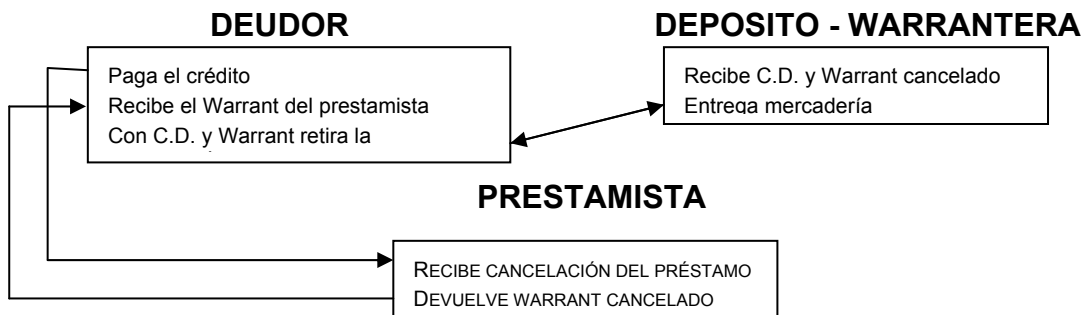 DEUDOR
Paga el crédito
Recibe el Warrant del prestamista
Con C.D. y Warrant retira la
DEPOSITO - WARRANTERA
Recibe C.D. y Warrant cancelado
Entrega mercadería
PRESTAMISTA
RECIBE CANCELACIÓN DEL PRÉSTAMO
DEVUELVE WARRANT CANCELADO